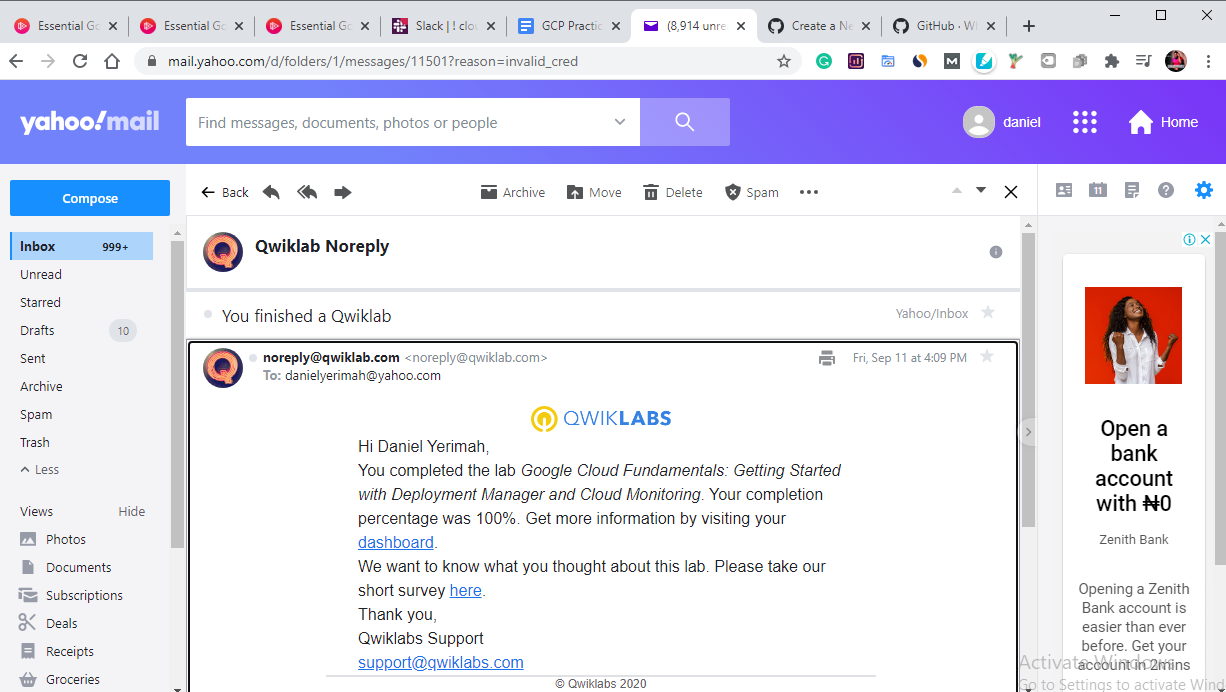 Essential Go
Essential Go
Essential Go
Slack | ! clou
GCP Practic
(8,914 unre
Create a Ne
GitHub · Wh
mail.yahoo.com/d/folders/1/messages/11501?reason=invalid_cred
yahoo!mail
Find messages, documents, photos or people
daniel
Home
Compose
Back
Archive
Move
Delete
Spam
11
Inbox 999+
Unread
Starred
Drafts 10
Sent
Archive
Spam
Trash
Less
Views Hide
Photos
Documents
Subscriptions
Deals
Receipts
Groceries
Qwiklab Noreply
You finished a Qwiklab
Yahoo/Inbox
noreply@qwiklab.com <noreply@qwiklab.com>
Fri, Sep 11 at 4:09 PM
To: danielyerimah@yahoo.com
QWIKLABS
Hi Daniel Yerimah,
You completed the lab Google Cloud Fundamentals: Getting Started
with Deployment Manager and Cloud Monitoring. Your completion
percentage was 100%. Get more information by visiting your
dashboard.
We want to know what you thought about this lab. Please take our
short survey here.
Thank you,
Qwiklabs Support
support@qwiklabs.com
© Qwiklabs 2020
Open a
bank
account
with ₦0
Zenith Bank
Opening a Zenith
Bank account is
easier than ever
before. Get your
account in 2mins
Activate Windows
Go to Settings to activate Wind